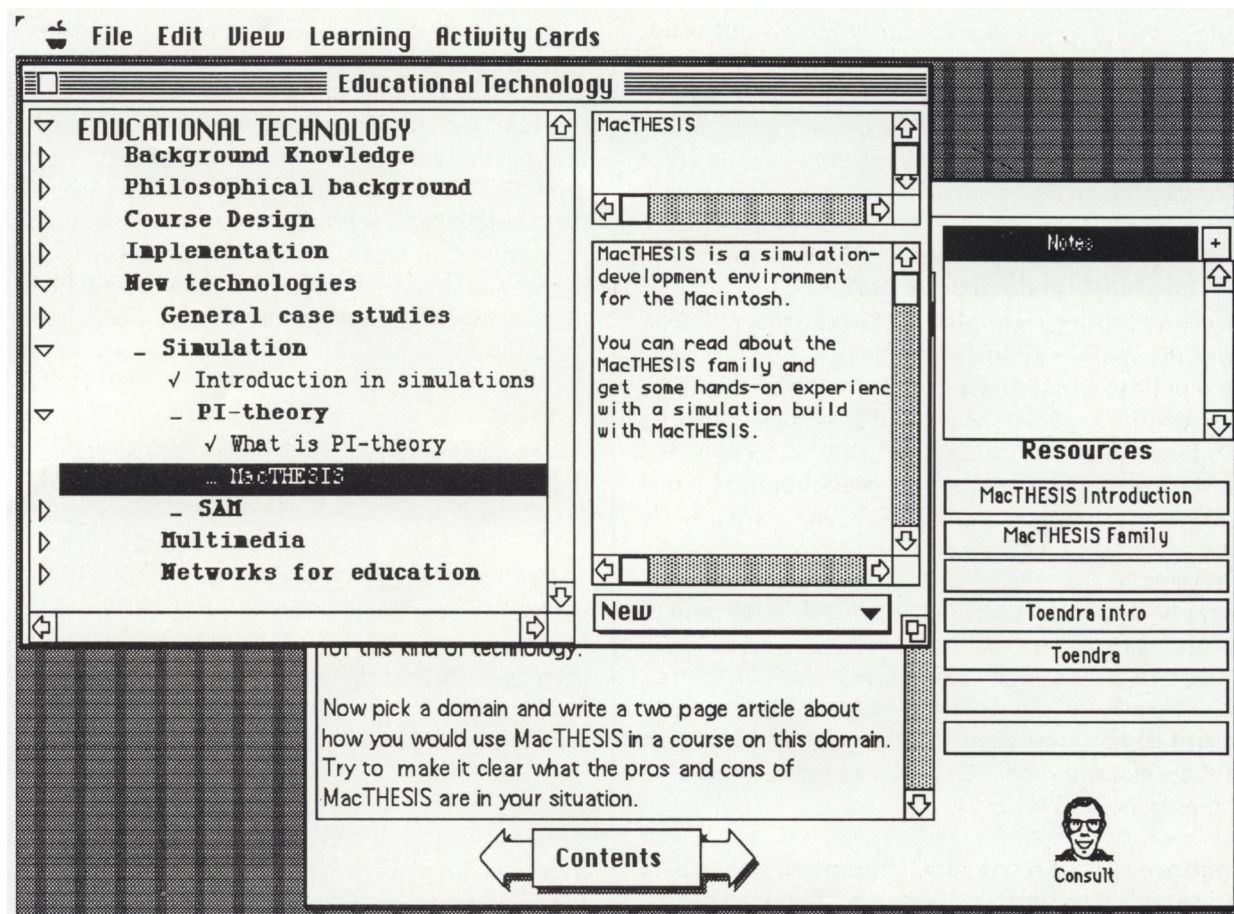 File Edit View Learning Activity Cards
Educational Technology
EDUCATIONAL TECHNOLOGY
Background Knowledge
Philosophical background
Course Design
Implementation
New technologies
General case studies
_ Simulation
√ Introduction in simulations
_ PI-theory
√ What is PI-theory
_ MacTHESIS
_ SAM
Multimedia
Networks for education
MacTHESIS
MacTHESIS is a simulation-
development environment
for the Macintosh.
You can read about the
MacTHESIS family and
get some hands-on experienc
with a simulation build
with MacTHESIS.
New
Notes +
Resources
MacTHESIS Introduction
MacTHESIS Family
Toendra intro
Toendra
Consult
for this kind of technology.
Now pick a domain and write a two page article about
how you would use MacTHESIS in a course on this domain.
Try to make it clear what the pros and cons of
MacTHESIS are in your situation.
Contents